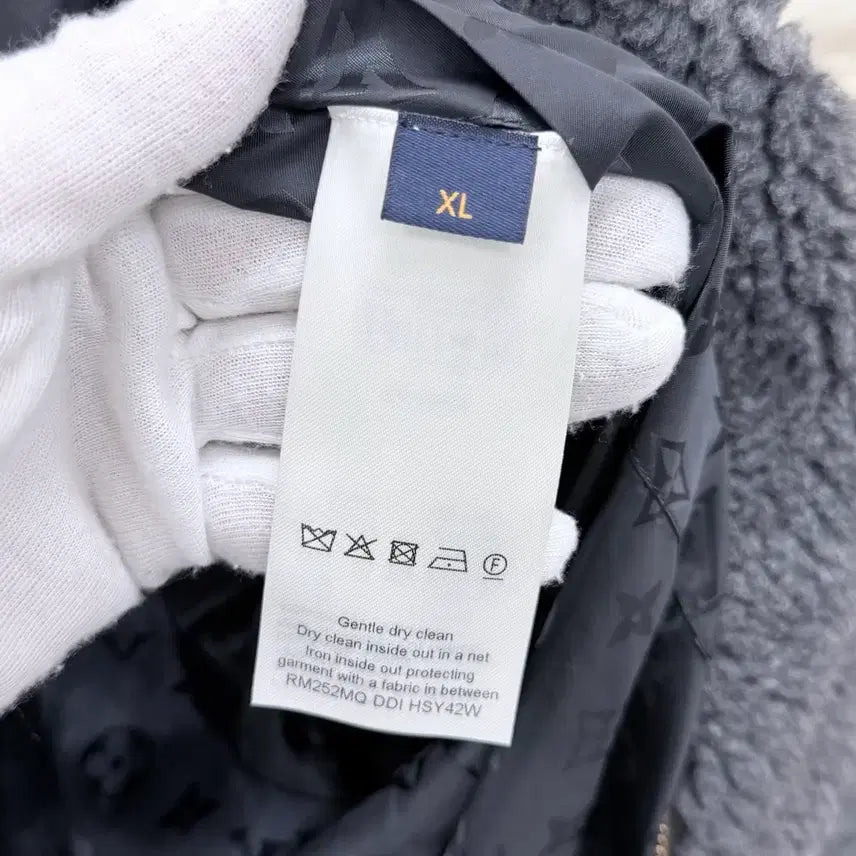 XL
F
Gentle dry clean
Dry clean inside out in a net
Iron inside out protecting
garment with a fabric in between
RM252MQ DDI HSY42W